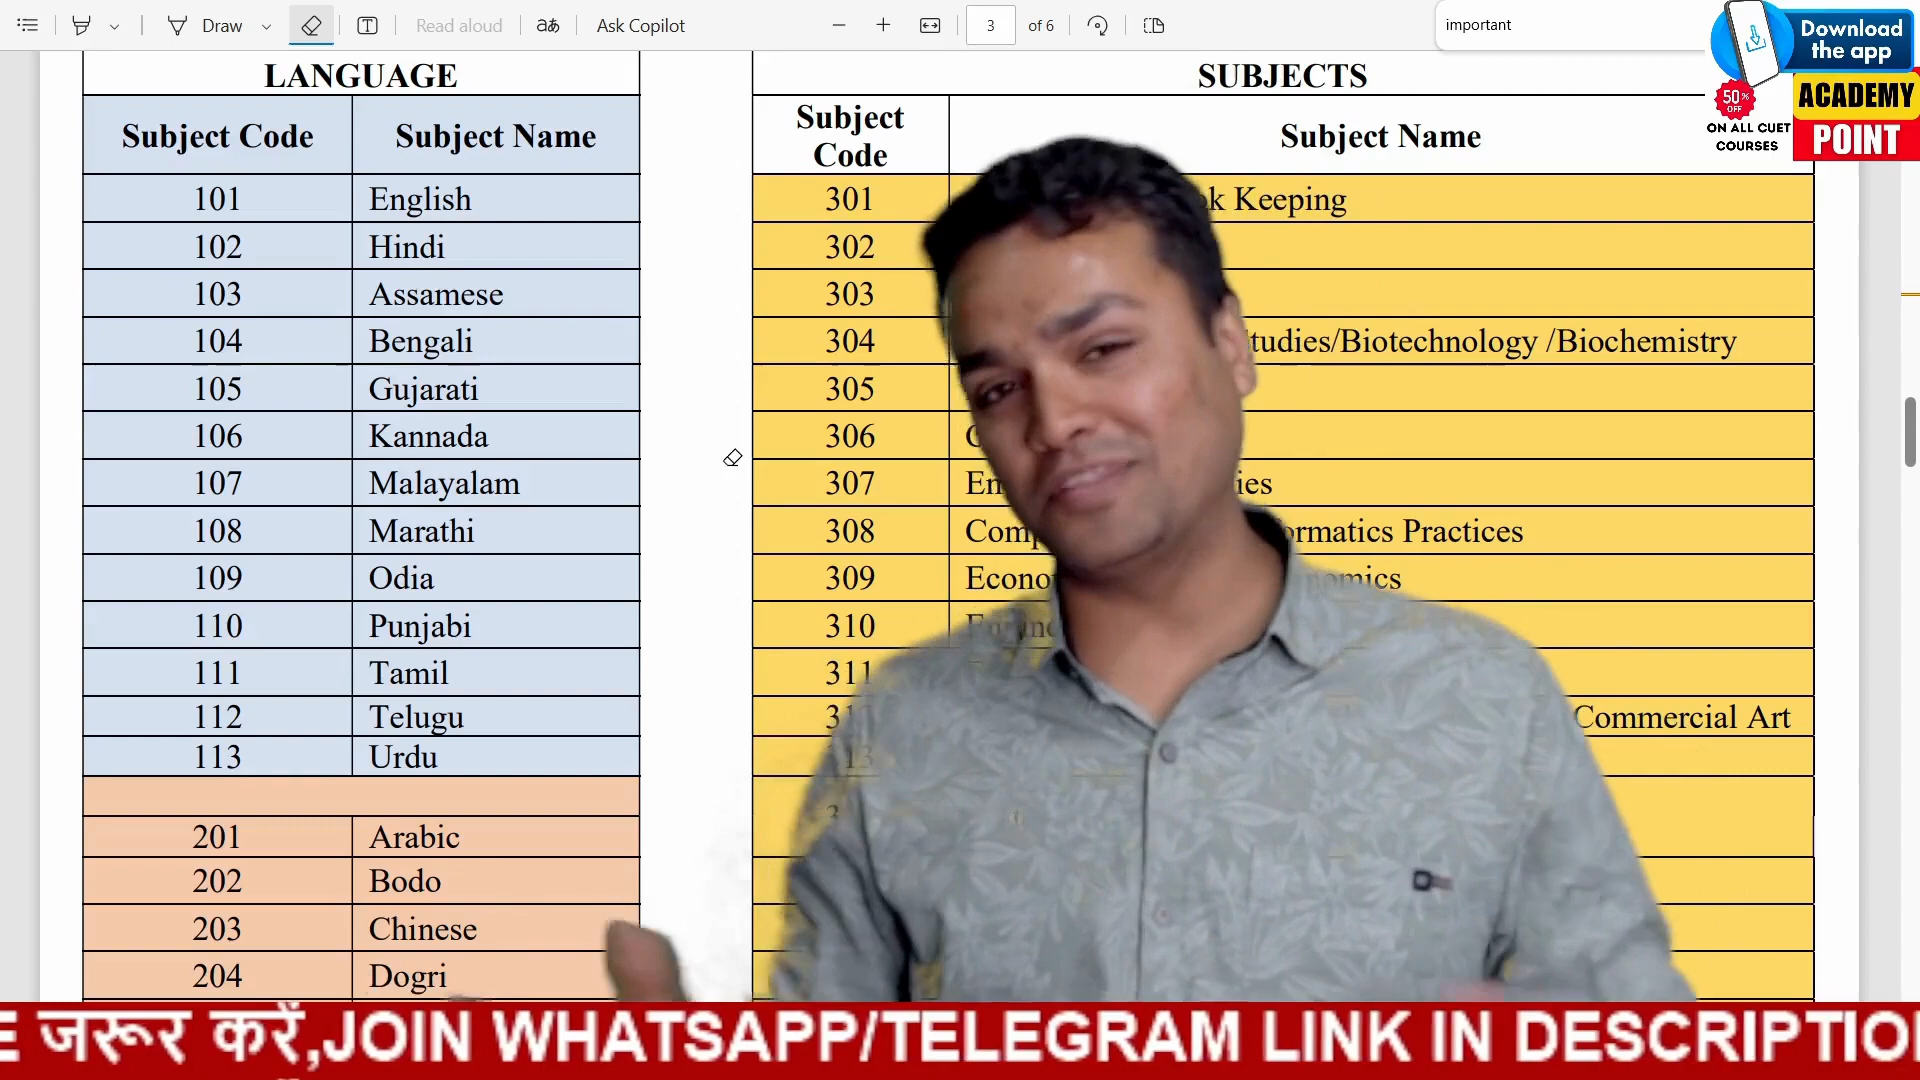 Draw
Read aloud
aあ
Ask Copilot
3
of 6
important
Download
the app
50%
OFF
ON ALL CUET
COURSES
ACADEMY
POINT
LANGUAGE
Subject Code Subject Name
101 English
102 Hindi
103 Assamese
104 Bengali
105 Gujarati
106 Kannada
107 Malayalam
108 Marathi
109 Odia
110 Punjabi
111 Tamil
112 Telugu
113 Urdu
201 Arabic
202 Bodo
203 Chinese
204 Dogri
SUBJECTS
Subject
Code
Subject Name
301 Keeping
302
303
304 /Biotechnology /Biochemistry
305
306
307
308 Practices
309
310
311
Commercial Art
जरूर करें,JOIN WHATSAPP/TELEGRAM LINK IN DESCRIPTIO